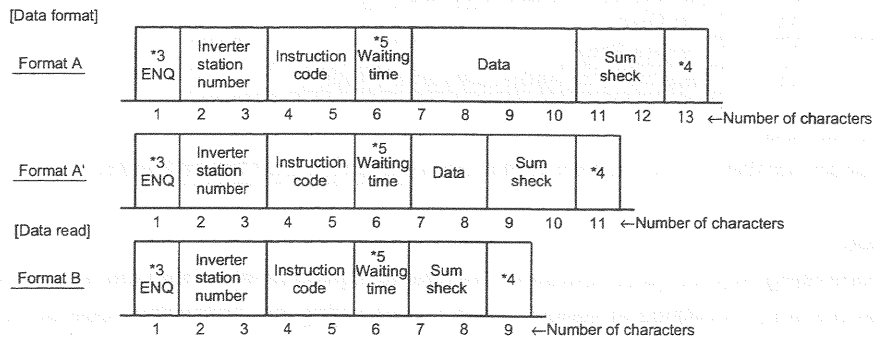 [Data format]
Format A
*3
ENQ
Inverter
station
number
Instruction
code
*5
Waiting
time
Data
Sum
sheck
*4
1 2 3 4 5 6 7 8 9 10 11 12 13 ←Number of characters
Format A'
*3
ENQ
Inverter
station
number
Instruction
code
*5
Waiting
time
Data
Sum
sheck
*4
1 2 3 4 5 6 7 8 9 10 11 ←Number of characters
[Data read]
Format B
*3
ENQ
Inverter
station
number
Instruction
code
*5
Waiting
time
Sum
sheck
*4
1 2 3 4 5 6 7 8 9 ←Number of characters